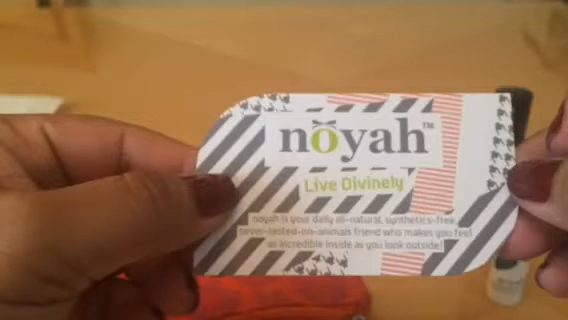 nŏyah™
Live Divinely
noyah is your daily all-natural, synthetics-free,
never-tested-on-animals friend who makes you feel
as incredible inside as you look outside!